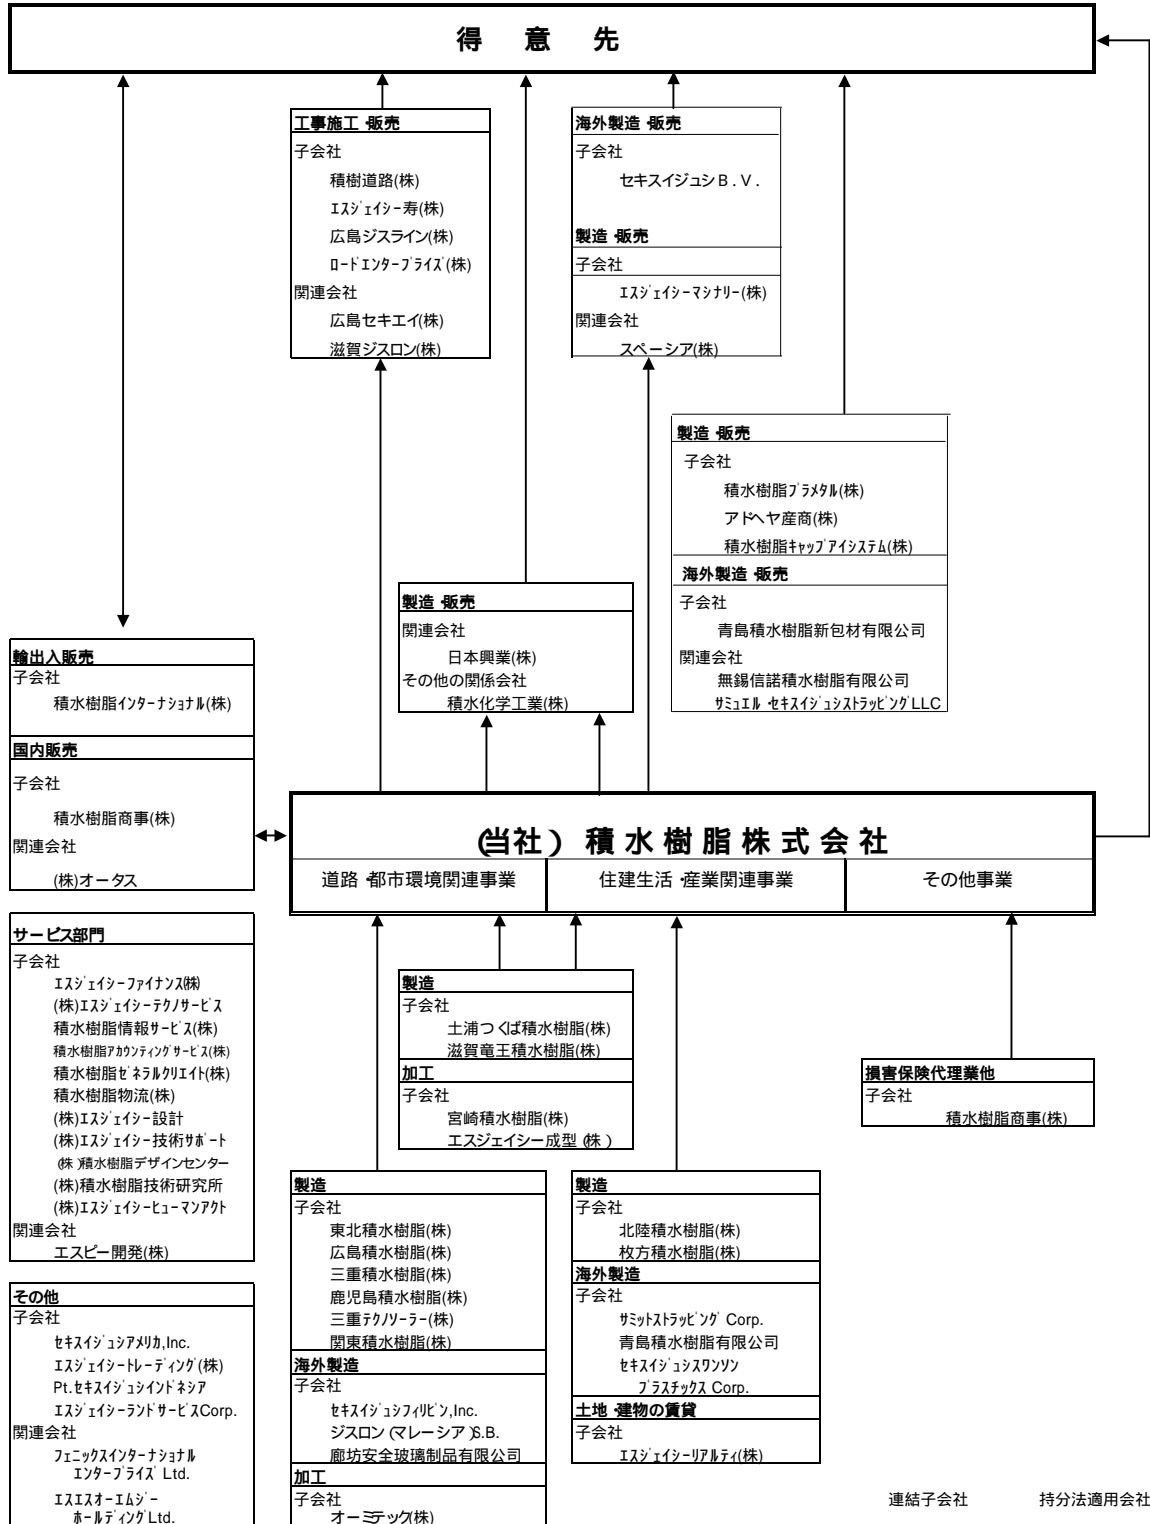 得 意 先
工事施工・販売
子会社
積樹道路(株)
エスジェイシー寿(株)
広島ジスライン(株)
ロードエンタープライズ(株)
関連会社
広島セキエイ(株)
滋賀ジスロン(株)
海外製造・販売
子会社
セキスイジュシB.V.
製造・販売
子会社
エスジェイシーマシナリー(株)
関連会社
スペーシア(株)
製造・販売
子会社
積水樹脂プラメタル(株)
アドヘヤ産商(株)
積水樹脂キャップアイシステム(株)
海外製造・販売
子会社
青島積水樹脂新包材有限公司
関連会社
無錫信諾積水樹脂有限公司
サミュエル・セキスイジュシストラッピングLLC
製造・販売
関連会社
日本興業(株)
その他の関係会社
積水化学工業(株)
輸出入販売
子会社
積水樹脂インターナショナル(株)
国内販売
子会社
積水樹脂商事(株)
関連会社
(株)オータス
(当社) 積水樹脂株式会社
道路・都市環境関連事業
住建生活・産業関連事業
その他事業
サービス部門
子会社
エスジェイシーファイナンス(株)
(株)エスジェイシーテクノサービス
積水樹脂情報サービス(株)
積水樹脂アカウンティングサービス(株)
積水樹脂ゼネラルクリエイト(株)
積水樹脂物流(株)
(株)エスジェイシー設計
(株)エスジェイシー技術サポート
(株)積水樹脂デザインセンター
(株)積水樹脂技術研究所
(株)エスジェイシーヒューマンアクト
関連会社
エスピー開発(株)
製造
子会社
土浦つくば積水樹脂(株)
滋賀竜王積水樹脂(株)
加工
子会社
宮崎積水樹脂(株)
エスジェイシー成型(株)
損害保険代理業他
子会社
積水樹脂商事(株)
その他
子会社
セキスイジュシアメリカ,Inc.
エスジェイシートレーディング(株)
Pt.セキスイジュシインドネシア
エスジェイシーランドサービスCorp.
関連会社
フェニックスインターナショナル
エンタープライズ Ltd.
エスエスオーエムジー
ホールディングLtd.
製造
子会社
東北積水樹脂(株)
広島積水樹脂(株)
三重積水樹脂(株)
鹿児島積水樹脂(株)
三重テクノソーラー(株)
関東積水樹脂(株)
海外製造
子会社
セキスイジュシフィリピン,Inc.
ジスロン(マレーシア)S.B.
廊坊安全玻璃制品有限公司
加工
子会社
オーミテック(株)
製造
子会社
北陸積水樹脂(株)
枚方積水樹脂(株)
海外製造
子会社
サミットストラッピング Corp.
青島積水樹脂有限公司
セキスイジュシスワンソン
プラスチックス Corp.
土地・建物の賃貸
子会社
エスジェイシーリアルティ(株)
連結子会社 持分法適用会社